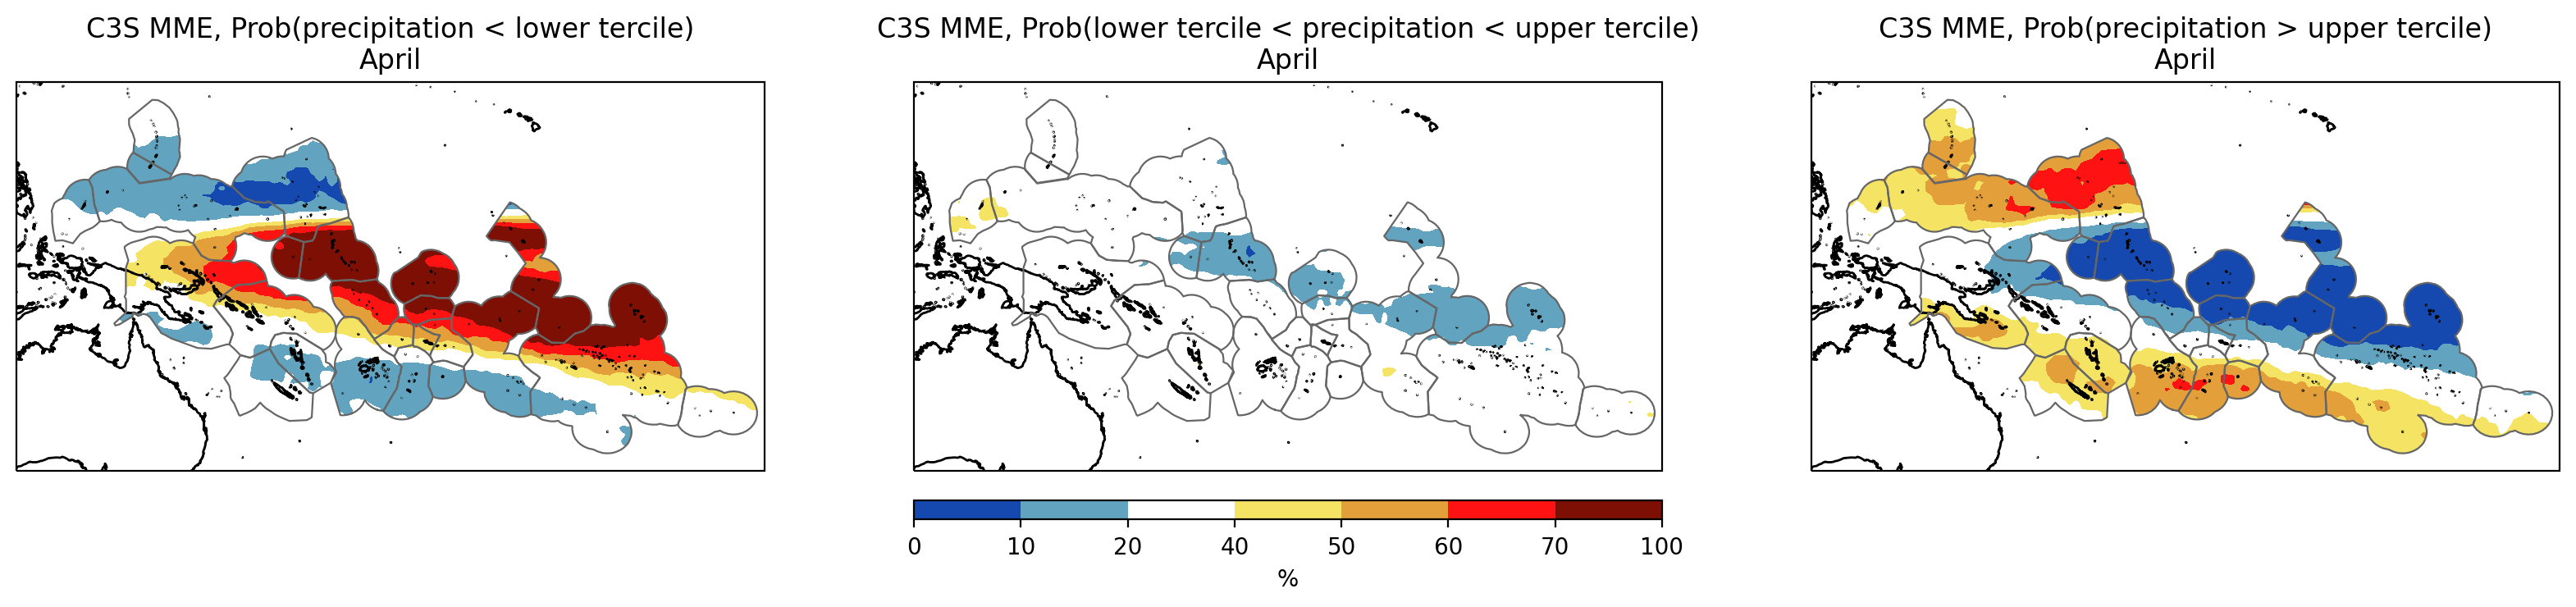 C3S MME, Prob(precipitation < lower tercile)
April
C3S MME, Prob(lower tercile < precipitation < upper tercile)
April
C3S MME, Prob(precipitation > upper tercile)
April
0 10 20 40 50 60 70 100
%